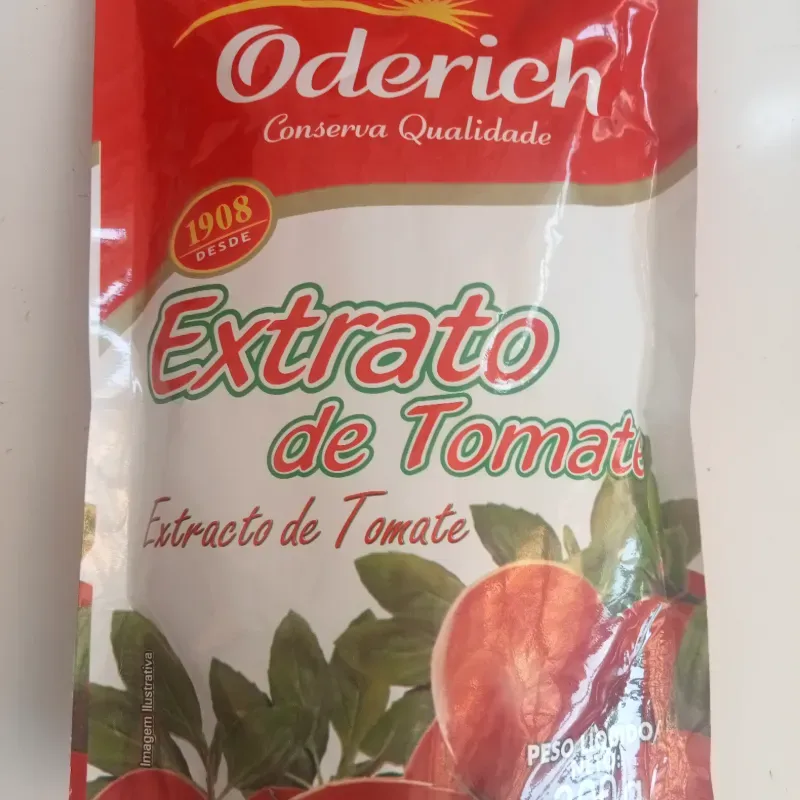 Oderich
Conserva Qualidade
1908
DESDE
Extrato
de Tomate
Extracto de Tomate
Imagem Ilustrativa
PESO LÍQUIDO/